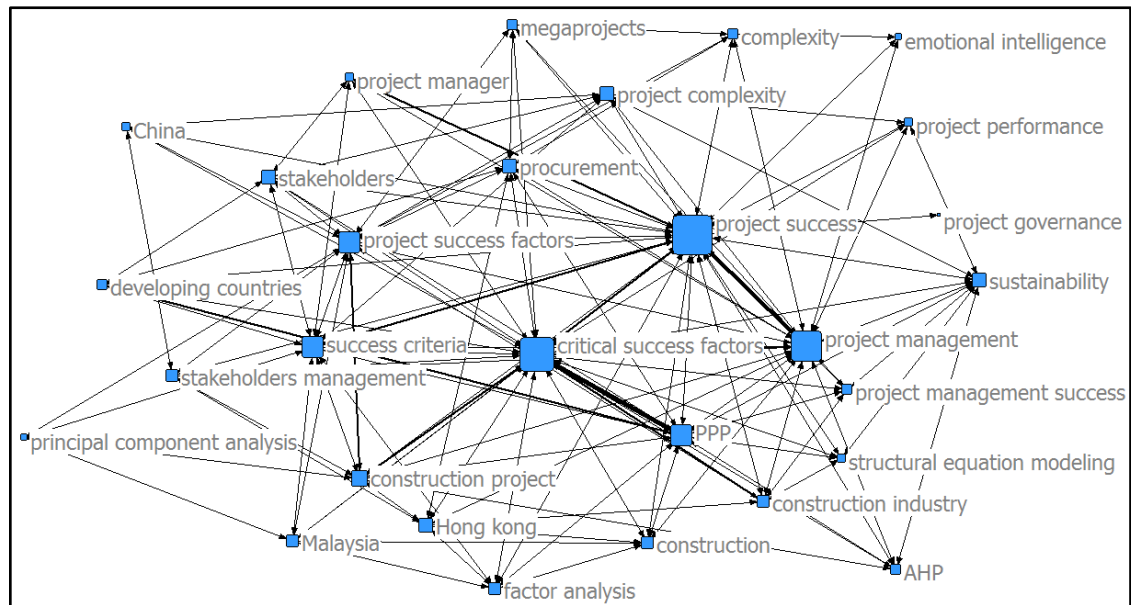 megaprojects
complexity
emotional intelligence
project manager
project complexity
China
project performance
procurement
stakeholders
project governance
project success
project success factors
sustainability
developing countries
project management
success criteria
critical success factors
stakeholders management
project management success
principal component analysis
PPP
structural equation modeling
construction project
construction industry
Hong kong
Malaysia
construction
AHP
factor analysis